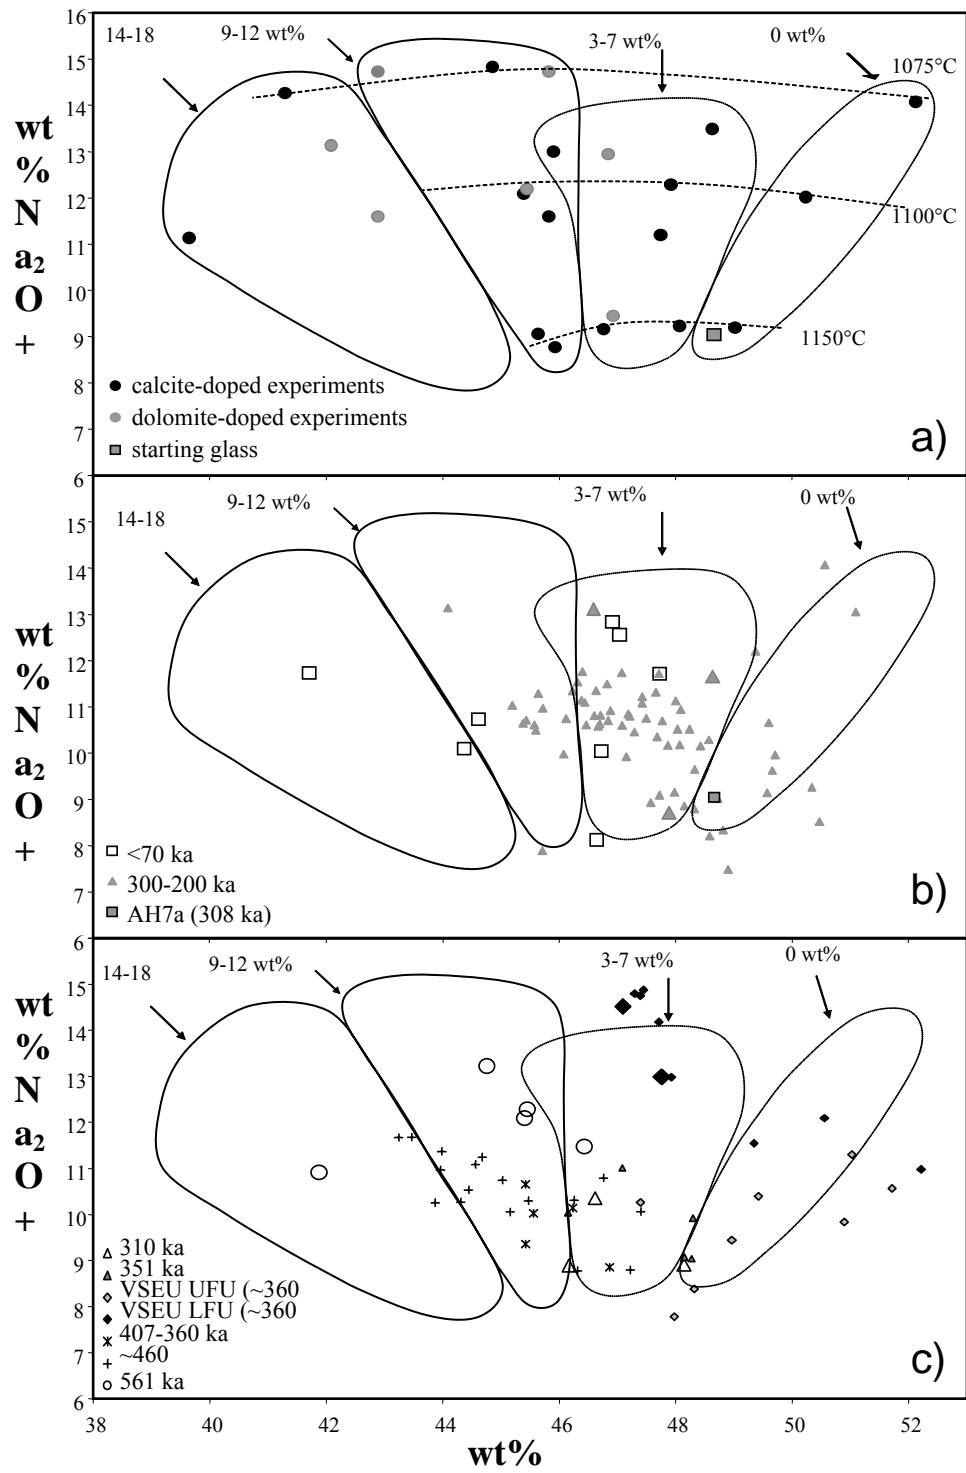 16
15
14
13
12
11
10
9
8
7
6
wt
%
N
a₂
O
+
14-18
9-12 wt%
3-7 wt%
0 wt%
1075°C
1100°C
1150°C
calcite-doped experiments
dolomite-doped experiments
starting glass
a)
15
14
13
12
11
10
9
8
7
6
wt
%
N
a₂
O
+
14-18
9-12 wt%
3-7 wt%
0 wt%
<70 ka
300-200 ka
AH7a (308 ka)
b)
15
14
13
12
11
10
9
8
7
6
wt
%
N
a₂
O
+
14-18
9-12 wt%
3-7 wt%
0 wt%
310 ka
351 ka
VSEU UFU (~360
VSEU LFU (~360
407-360 ka
~460
561 ka
c)
38 40 42 44 46 48 50 52
wt%